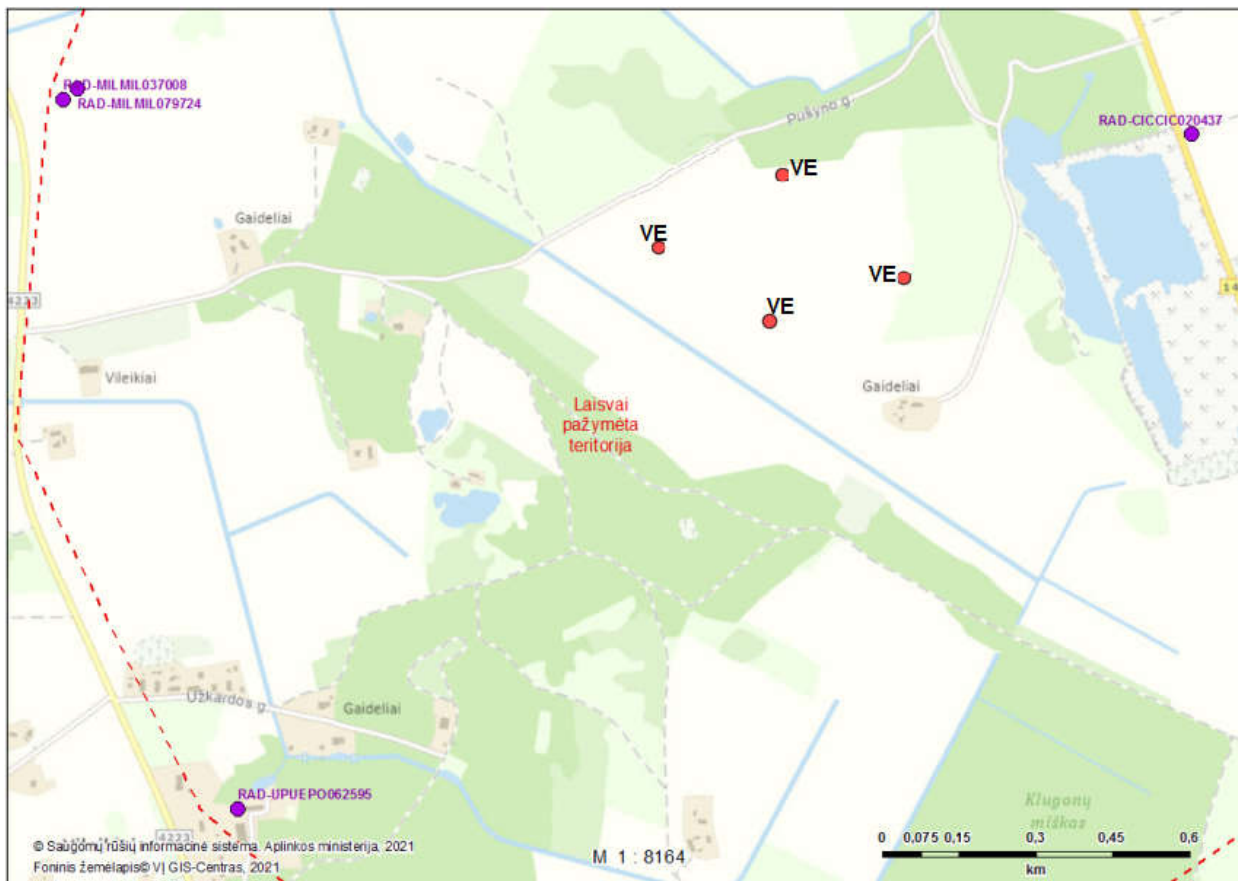 RAD-MILMIL037008
RAD-MILMIL079724
RAD-CICCIC020437
Pušyno g.
VE
Gaideliai
VE
VE
4223
14
VE
Vileikiai
Gaideliai
Laisvai
pažymėta
teritorija
Užkardos g.
Gaideliai
RAD-UPUEPO062595
Klugonų
miškas
4223
© Saugomų rūšių informacinė sistema. Aplinkos ministerija, 2021
Foninis žemėlapis© VĮ GIS-Centras, 2021
M 1 : 8164
0 0,075 0,15 0,3 0,45 0,6
km